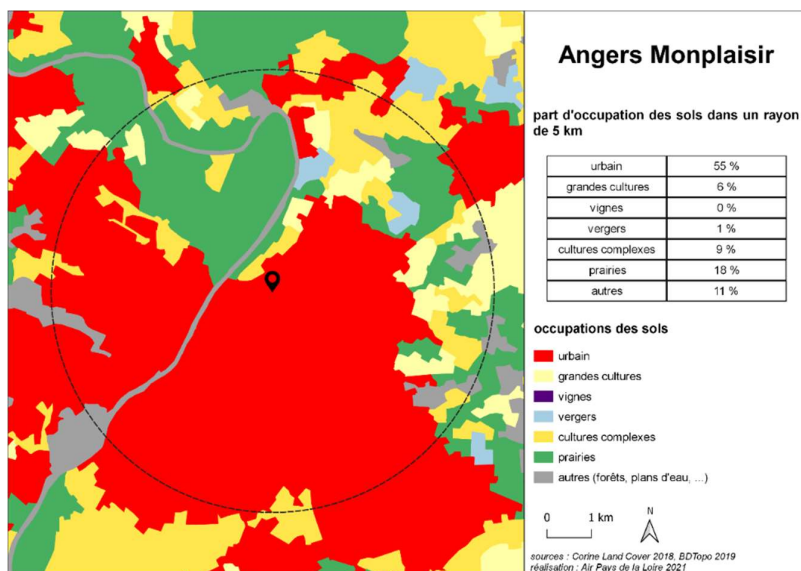 Angers Monplaisir
part d'occupation des sols dans un rayon
de 5 km
urbain 55 %
grandes cultures 6 %
vignes 0 %
vergers 1 %
cultures complexes 9 %
prairies 18 %
autres 11 %
occupations des sols
urbain
grandes cultures
vignes
vergers
cultures complexes
prairies
autres (forêts, plans d'eau, ...)
0 1 km
N
sources : Corine Land Cover 2018, BDTopo 2019
réalisation : Air Pays de la Loire 2021